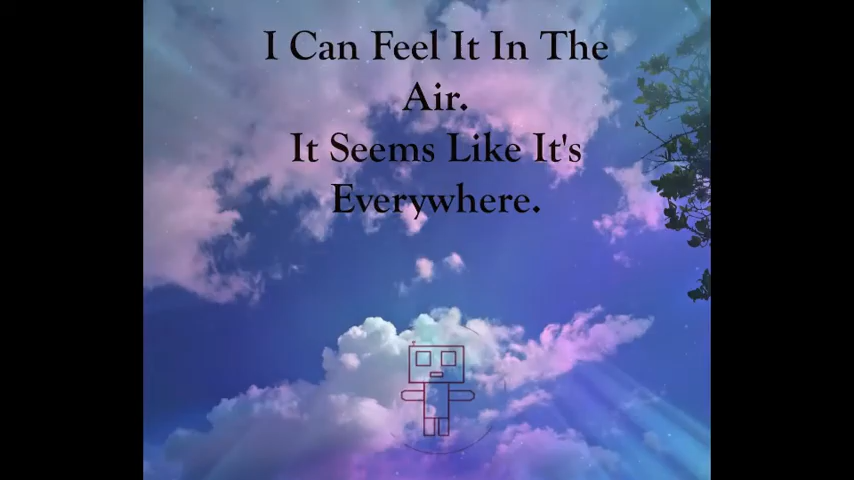 I Can Feel It In The
Air.
It Seems Like It's
Everywhere.